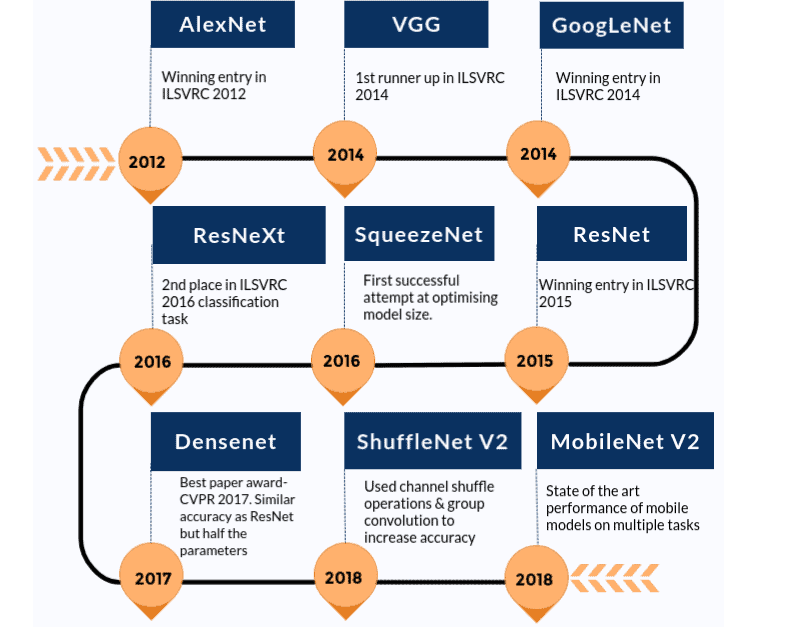 AlexNet
Winning entry in
ILSVRC 2012
2012
VGG
1st runner up in ILSVRC
2014
2014
GoogLeNet
Winning entry in
ILSVRC 2014
2014
ResNeXt
2nd place in ILSVRC
2016 classification
task
2016
SqueezeNet
First successful
attempt at optimising
model size.
2016
ResNet
Winning entry in ILSVRC
2015
2015
Densenet
Best paper award-
CVPR 2017. Similar
accuracy as ResNet
but half the
parameters
2017
ShuffleNet V2
Used channel shuffle
operations & group
convolution to
increase accuracy
2018
MobileNet V2
State of the art
performance of mobile
models on multiple tasks
2018